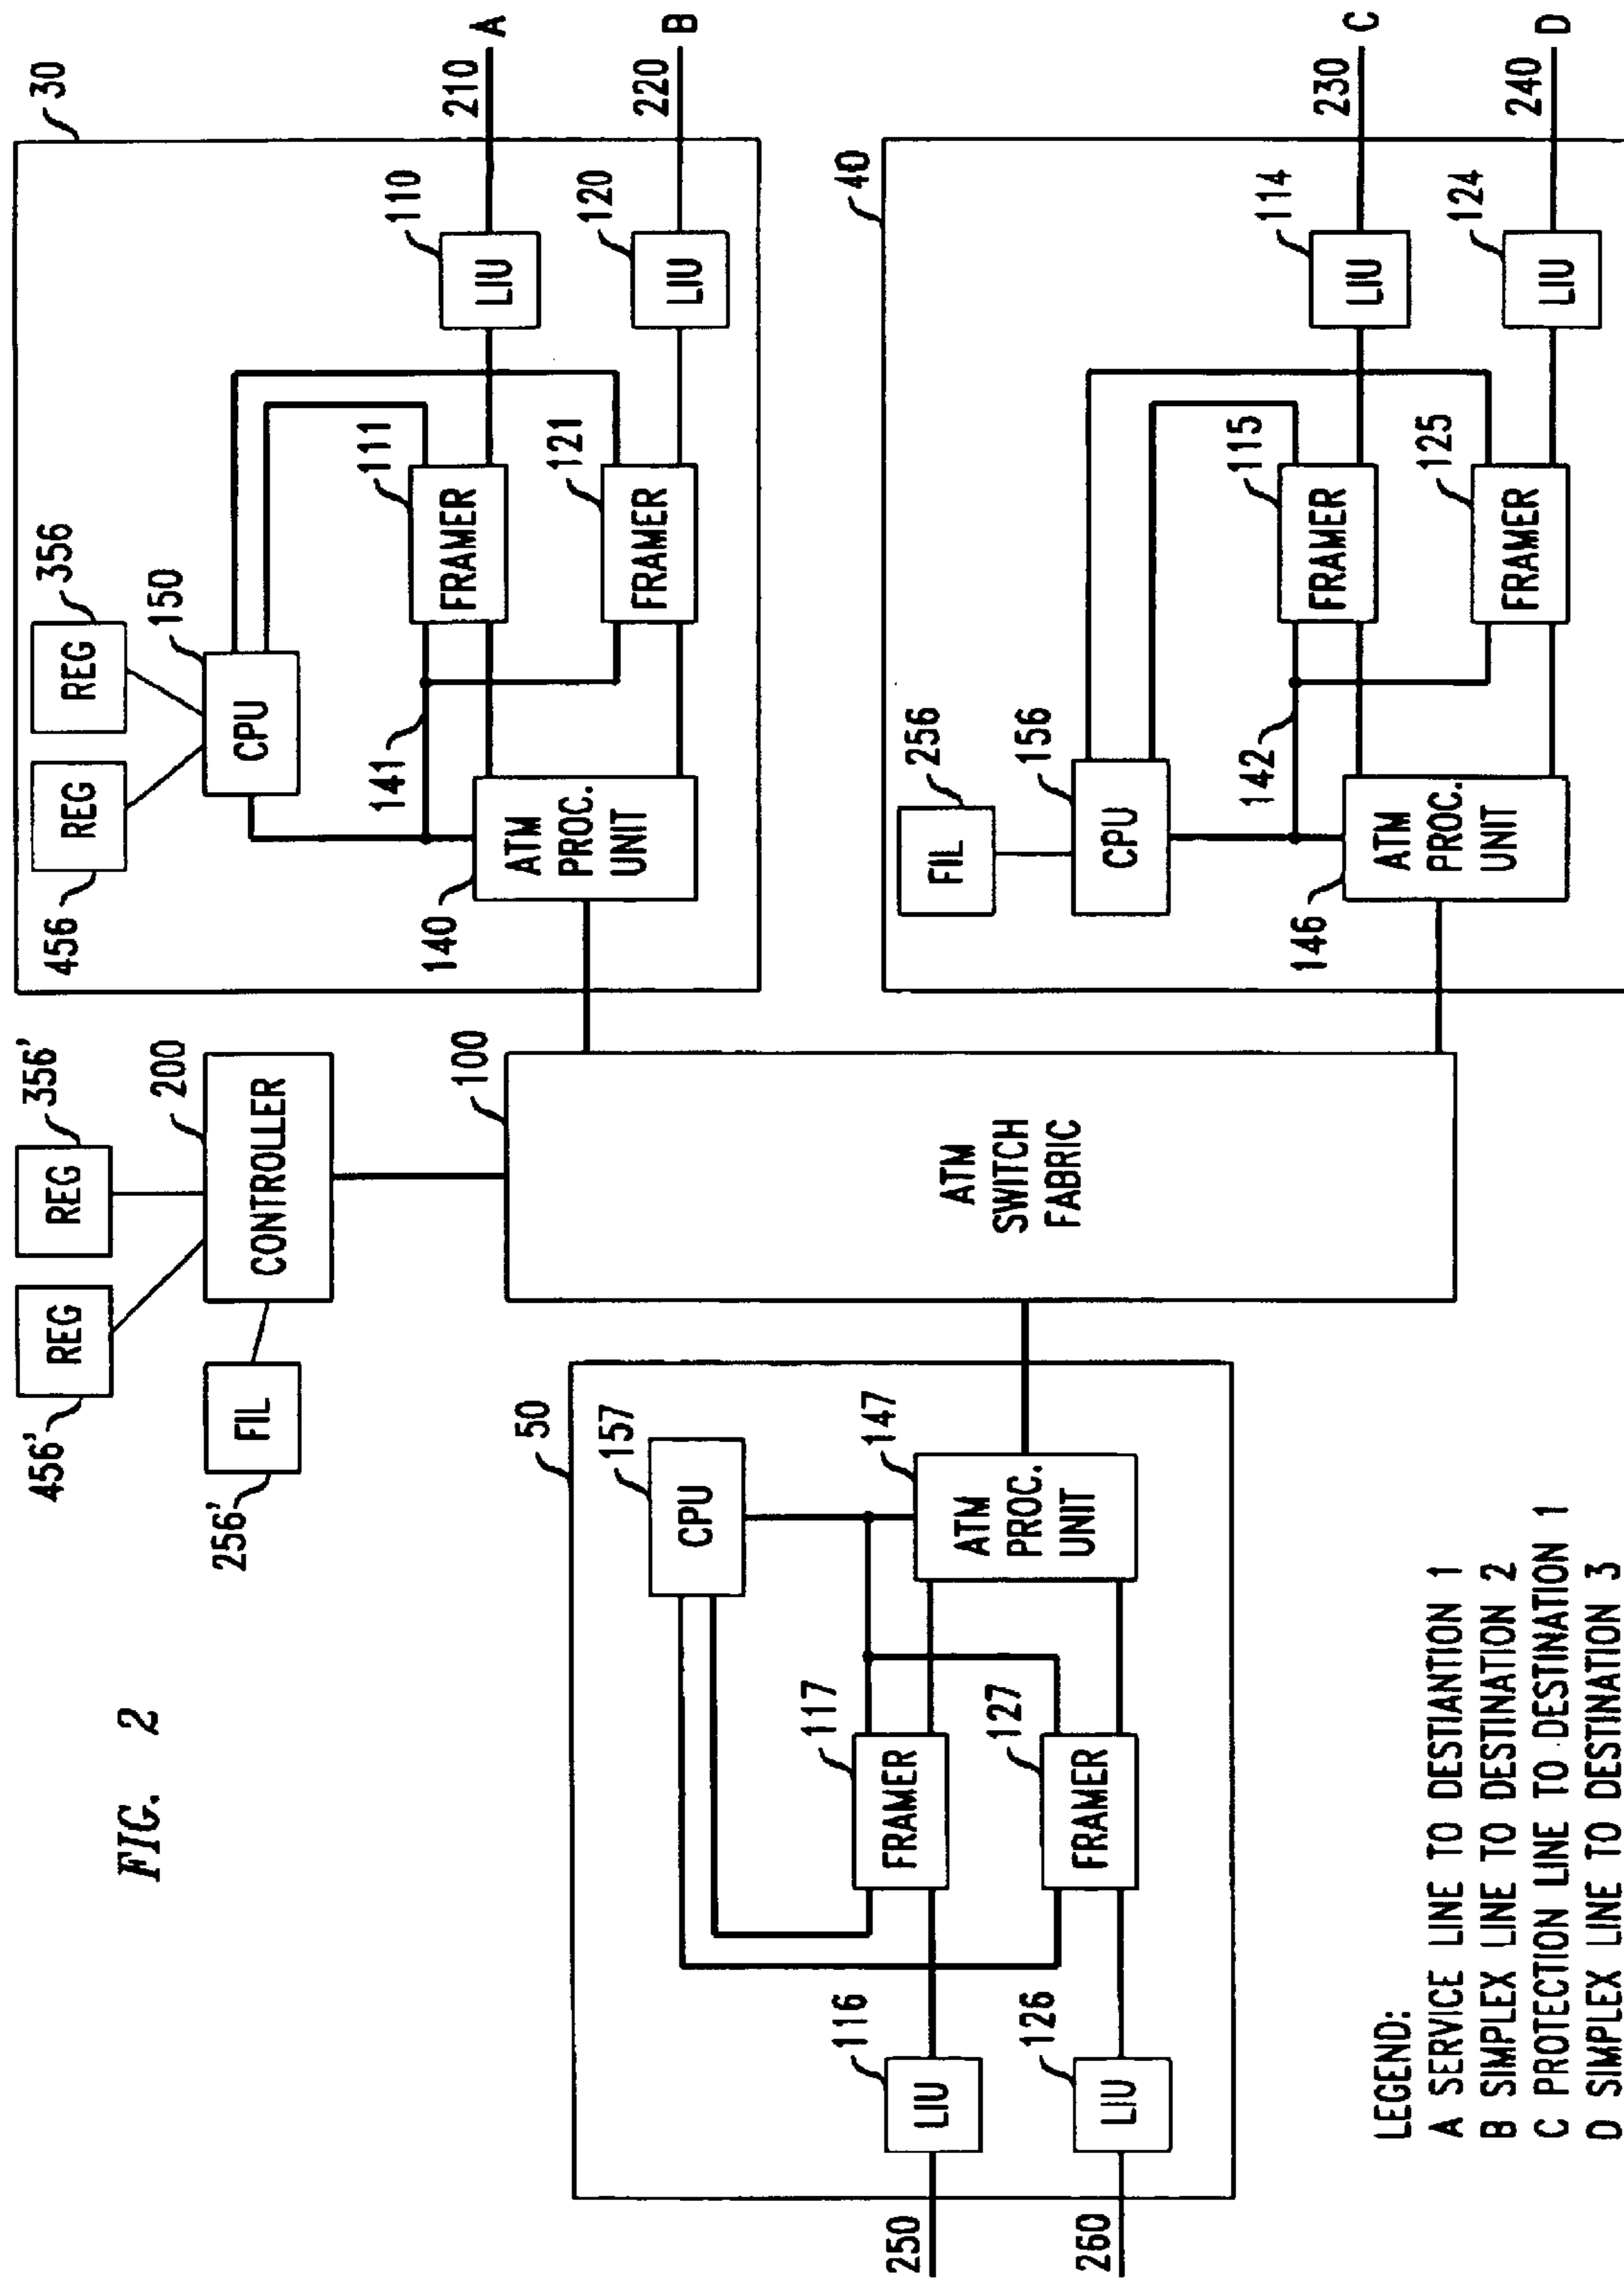 FIG. 2
456'
REG
REG
356'
256'
FIL
CONTROLLER
200
100
ATM
SWITCH
FABRIC
50
CPU
157
147
ATM
PROC.
UNIT
117
FRAMER
127
FRAMER
116
LIU
126
LIU
250
260
30
456
REG
REG
356
CPU
150
141
140
ATM
PROC.
UNIT
111
FRAMER
121
FRAMER
110
LIU
120
LIU
210
A
220
B
40
FIL
256
CPU
156
142
146
ATM
PROC.
UNIT
115
FRAMER
125
FRAMER
114
LIU
124
LIU
230
C
240
D
LEGEND:
A SERVICE LINE TO DESTIANTION 1
B SIMPLEX LINE TO DESTINATION 2
C PROTECTION LINE TO DESTINATION 1
D SIMPLEX LINE TO DESTINATION 3